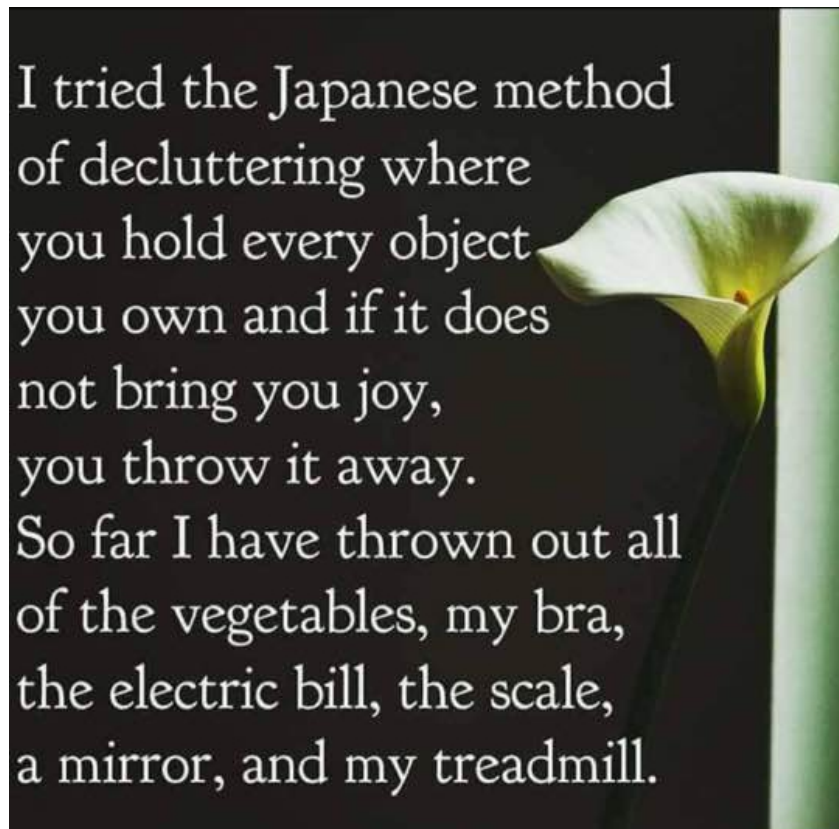 I tried the Japanese method
of decluttering where
you hold every object
you own and if it does
not bring you joy,
you throw it away.
So far I have thrown out all
of the vegetables, my bra,
the electric bill, the scale,
a mirror, and my treadmill.